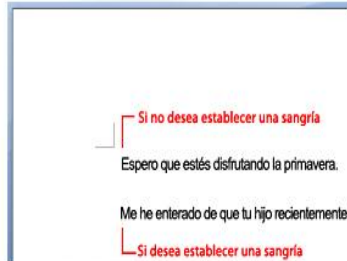 Si no desea establecer una sangría
Espero que estés disfrutando la primavera.
Me he enterado de que tu hijo recientemente
Si desea establecer una sangría